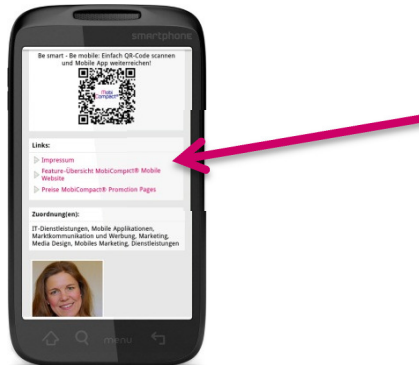 smartphone
Be smart - Be mobile: Einfach QR-Code scannen
und Mobile App weiterreichen!
mobi
compact
Links:
Impressum
Feature-Übersicht MobiCompact® Mobile
Website
Preise MobiCompact® Promotion Pages
Zuordnung(en):
IT-Dienstleistungen, Mobile Applikationen,
Marktkommunikation und Werbung, Marketing,
Media Design, Mobiles Marketing, Dienstleistungen
menu